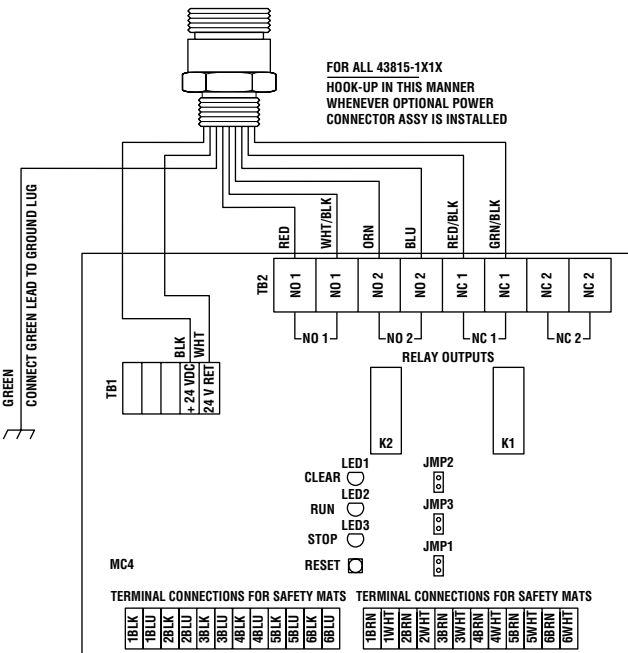 FOR ALL 43815-1X1X
HOOK-UP IN THIS MANNER
WHENEVER OPTIONAL POWER
CONNECTOR ASSY IS INSTALLED
GREEN
CONNECT GREEN LEAD TO GROUND LUG
RED
WHT/BLK
ORN
BLU
RED/BLK
GRN/BLK
TB2
NO 1
NO 1
NO 2
NO 2
NC 1
NC 1
NC 2
NC 2
NO 1
NO 2
NC 1
NC 2
RELAY OUTPUTS
BLK
WHT
TB1
+ 24 VDC
24 V RET
K2
K1
LED1
CLEAR
LED2
RUN
LED3
STOP
RESET
JMP2
JMP3
JMP1
MC4
TERMINAL CONNECTIONS FOR SAFETY MATS
1BLK
1BLU
2BLK
2BLU
3BLK
3BLU
4BLK
4BLU
5BLK
5BLU
6BLK
6BLU
TERMINAL CONNECTIONS FOR SAFETY MATS
1BRN
1WHT
2BRN
2WHT
3BRN
3WHT
4BRN
4WHT
5BRN
5WHT
6BRN
6WHT